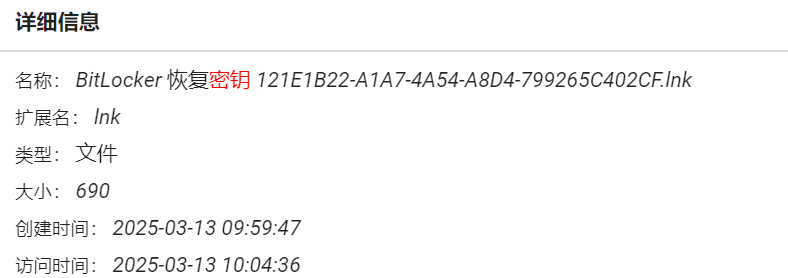 详细信息
名称： BitLocker 恢复密钥 121E1B22-A1A7-4A54-A8D4-799265C402CF.lnk
扩展名： lnk
类型： 文件
大小： 690
创建时间： 2025-03-13 09:59:47
访问时间： 2025-03-13 10:04:36